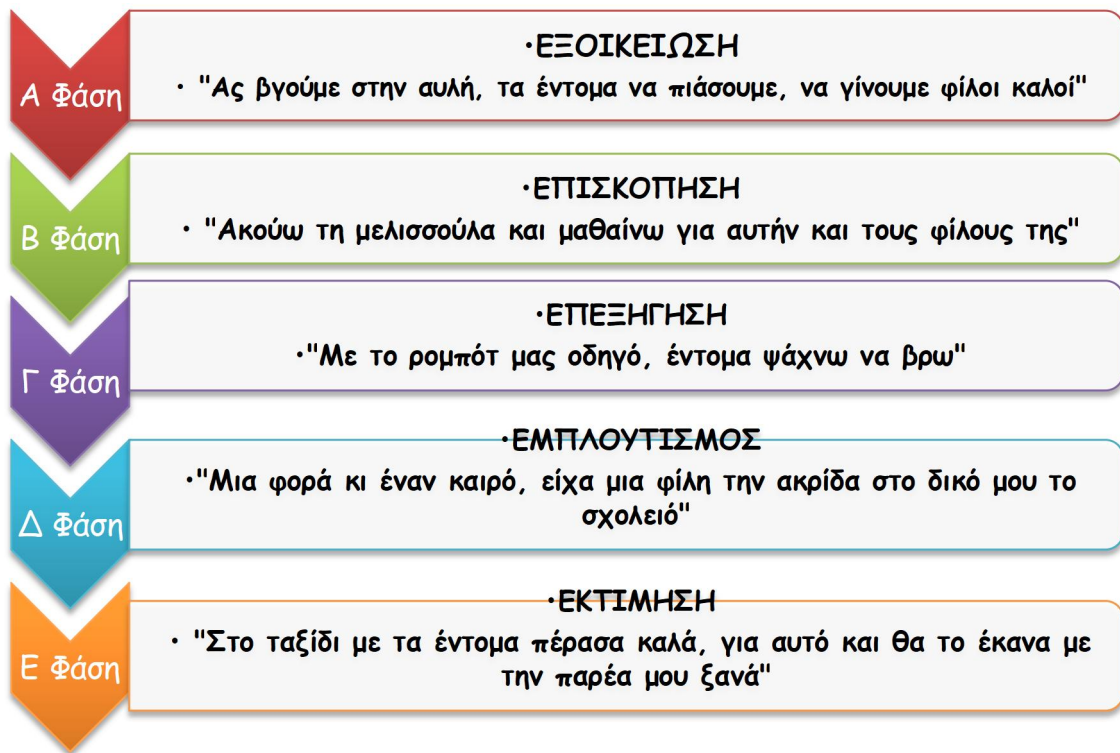 Α Φάση
·ΕΞΟΙΚΕΙΩΣΗ
• "Ας βγούμε στην αυλή, τα έντομα να πιάσουμε, να γίνουμε φίλοι καλοί"
Β Φάση
·ΕΠΙΣΚΟΠΗΣΗ
• "Ακούω τη μελισσούλα και μαθαίνω για αυτήν και τους φίλους της"
Γ Φάση
·ΕΠΕΞΗΓΗΣΗ
·"Με το ρομπότ μας οδηγό, έντομα ψάχνω να βρω"
Δ Φάση
·ΕΜΠΛΟΥΤΙΣΜΟΣ
·"Μια φορά κι έναν καιρό, είχα μια φίλη την ακρίδα στο δικό μου το
σχολειό"
Ε Φάση
·ΕΚΤΙΜΗΣΗ
• "Στο ταξίδι με τα έντομα πέρασα καλά, για αυτό και θα το έκανα με
την παρέα μου ξανά"